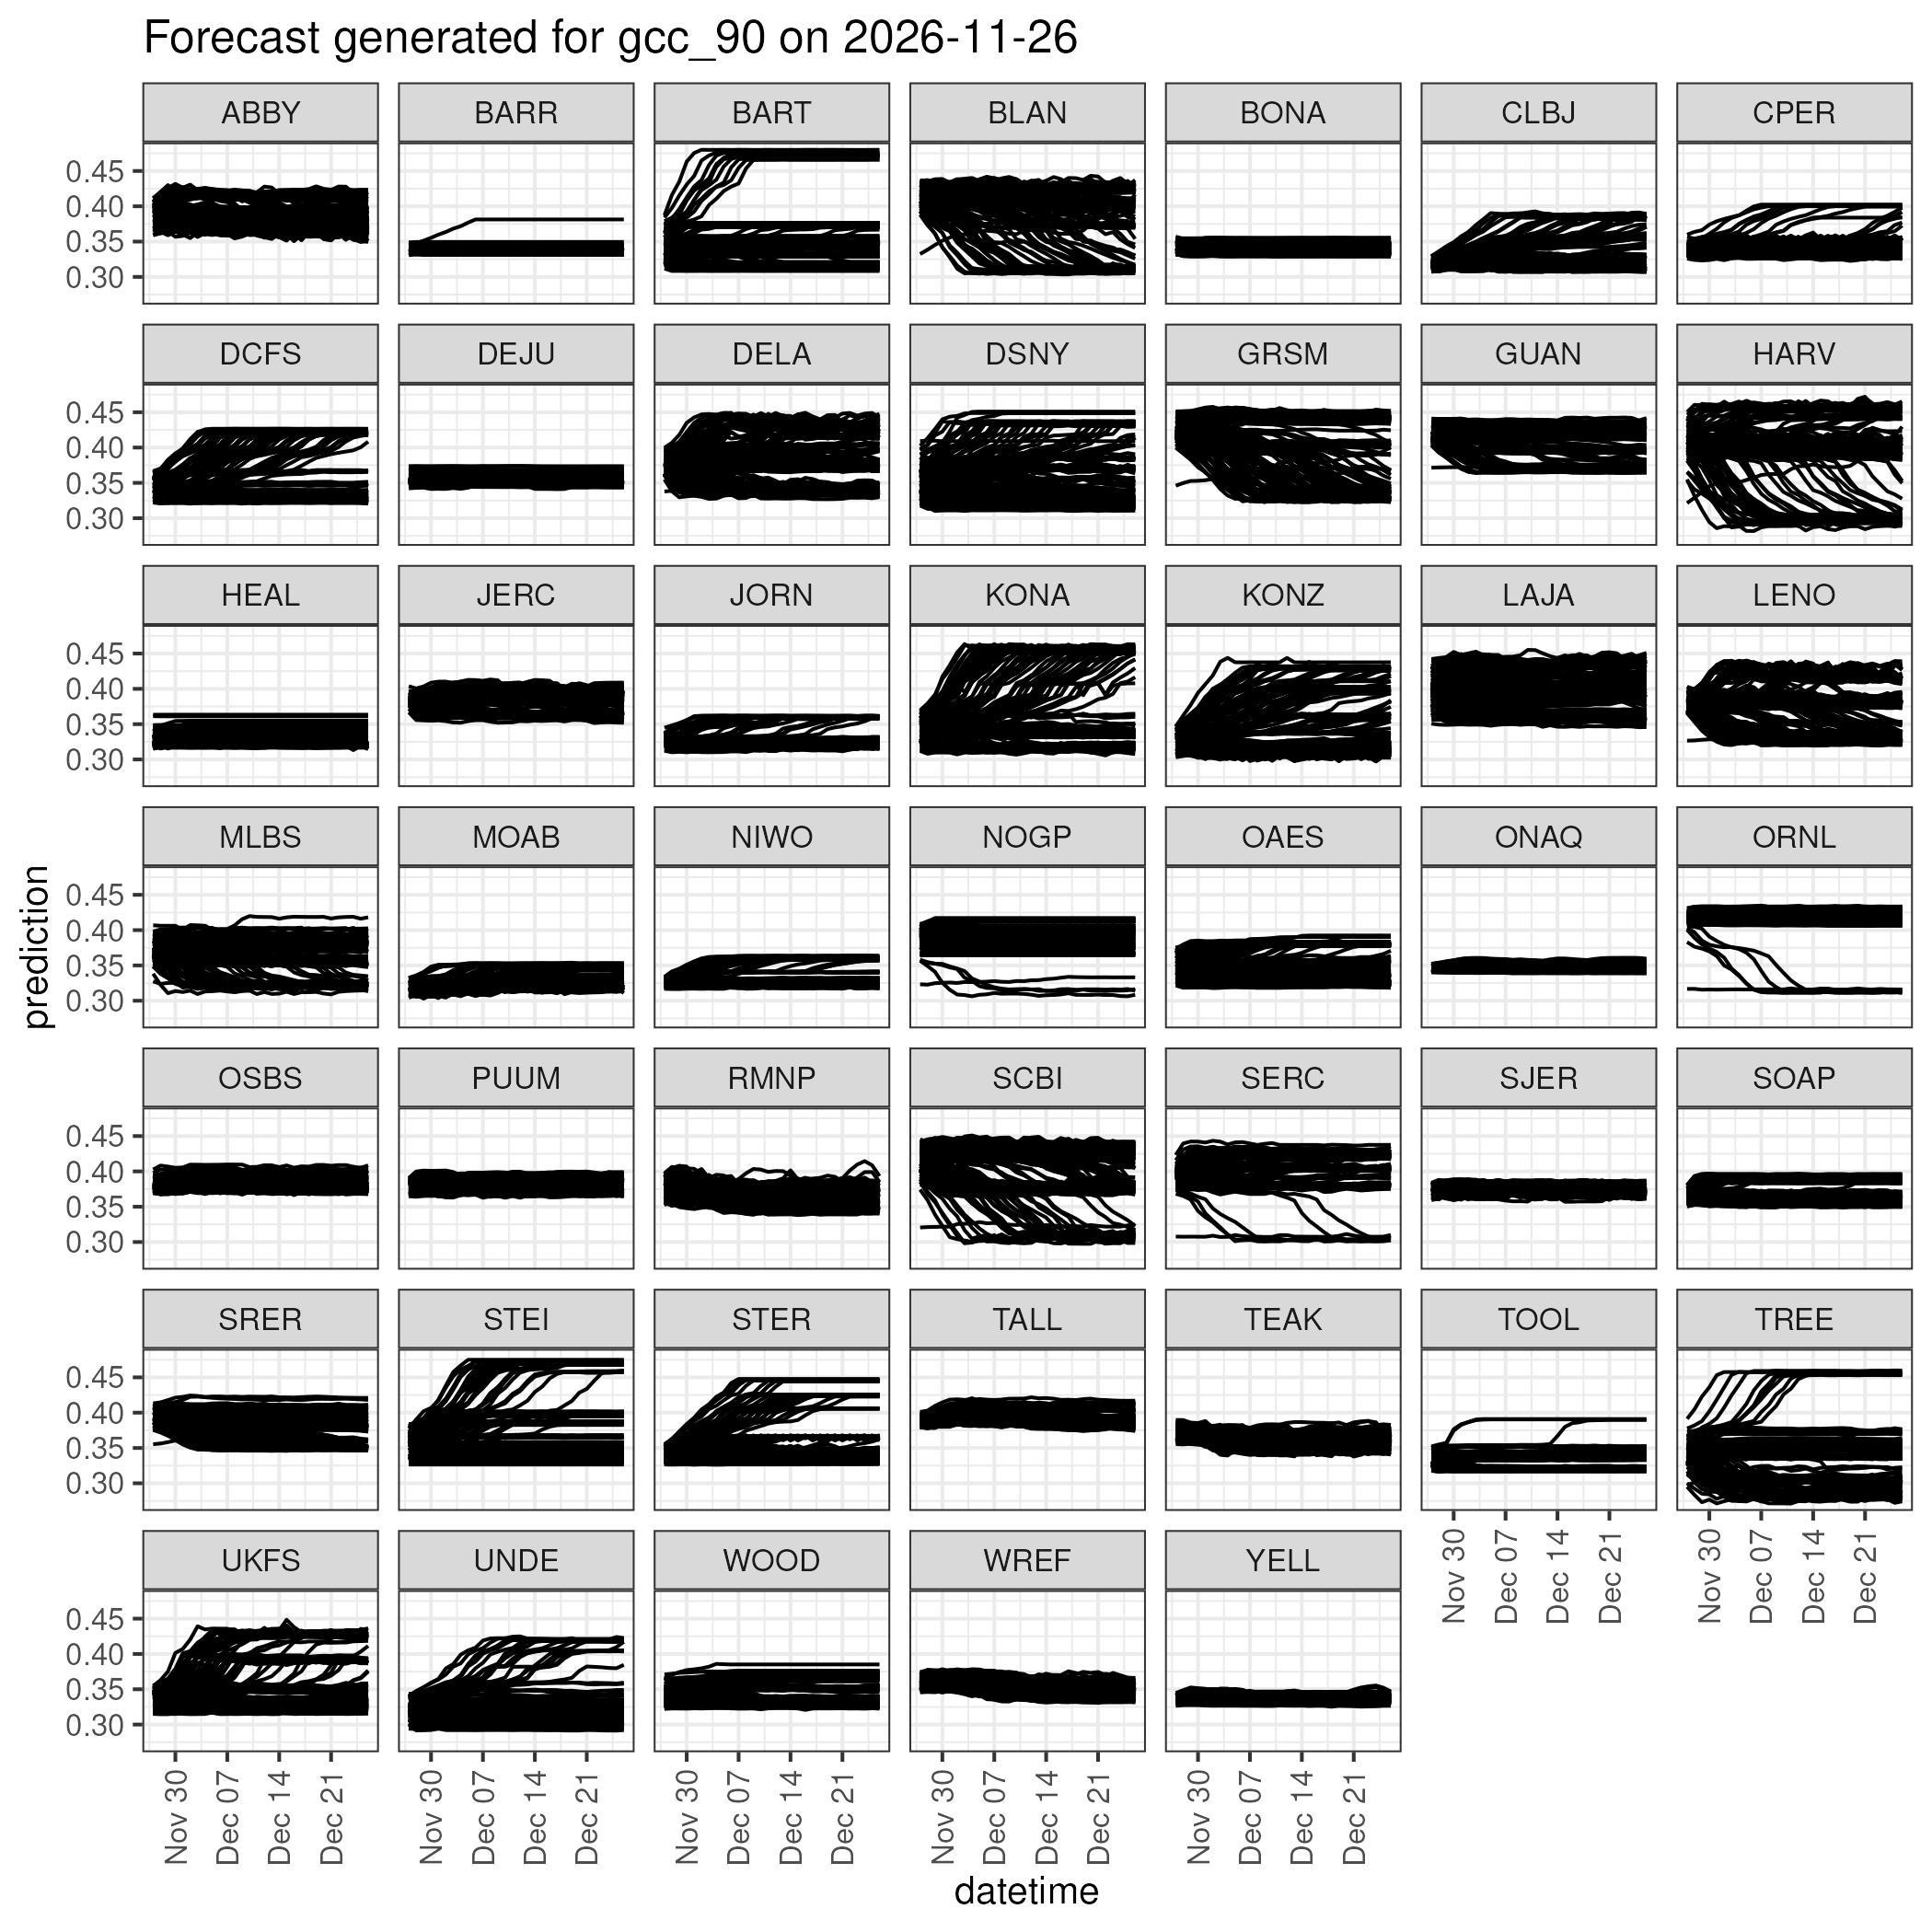 Forecast generated for gcc_90 on 2026-11-26
ABBY BARR BART BLAN BONA CLBJ CPER
0.45
0.40
0.35
0.30
DCFS DEJU DELA DSNY GRSM GUAN HARV
0.45
0.40
0.35
0.30
HEAL JERC JORN KONA KONZ LAJA LENO
0.45
0.40
0.35
0.30
MLBS MOAB NIWO NOGP OAES ONAQ ORNL
0.45
0.40
0.35
0.30
OSBS PUUM RMNP SCBI SERC SJER SOAP
0.45
0.40
0.35
0.30
SRER STEI STER TALL TEAK TOOL TREE
0.45
0.40
0.35
0.30
Nov 30 Dec 07 Dec 14 Dec 21 Nov 30 Dec 07 Dec 14 Dec 21
UKFS UNDE WOOD WREF YELL
0.45
0.40
0.35
0.30
Nov 30 Dec 07 Dec 14 Dec 21 Nov 30 Dec 07 Dec 14 Dec 21 Nov 30 Dec 07 Dec 14 Dec 21 Nov 30 Dec 07 Dec 14 Dec 21 Nov 30 Dec 07 Dec 14 Dec 21
datetime
prediction